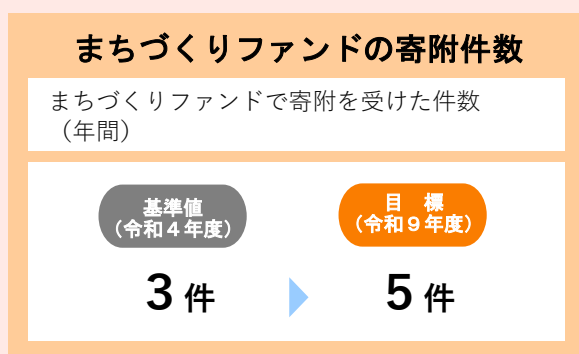 まちづくりファンドの寄附件数
まちづくりファンドで寄附を受けた件数
（年間）
基準値
（令和４年度）
目　標
（令和９年度）
3 件
5 件